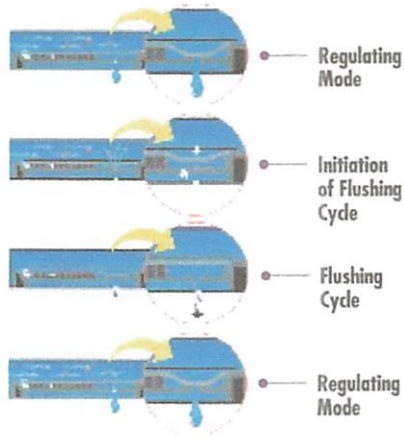 Regulating
Mode
Initiation
of Flushing
Cycle
Flushing
Cycle
Regulating
Mode